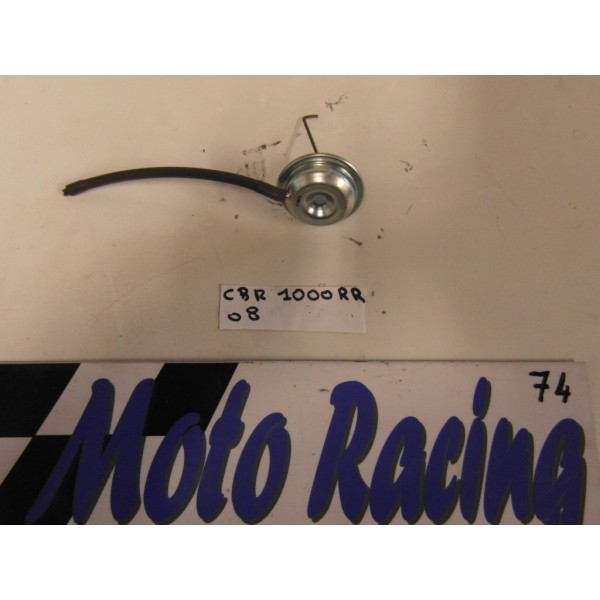 CBR 1000RR
08
74
Moto Racing